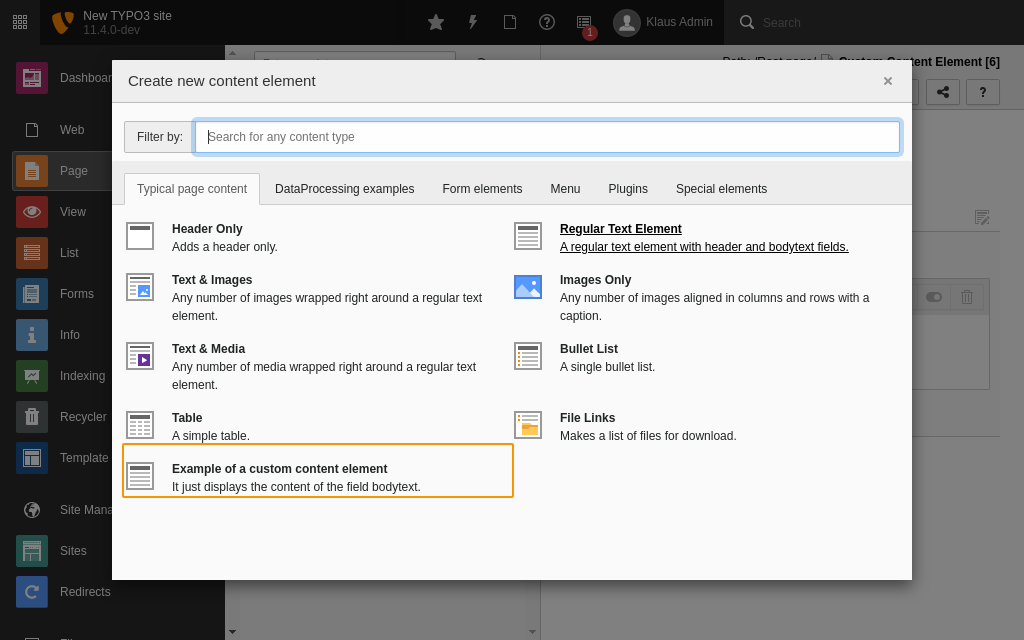 New TYPO3 site
11.4.0-dev
1
Klaus Admin
Search
Dashboar
Web
Page
View
List
Forms
Info
Indexing
Recycler
Template
Site Mana
Sites
Redirects
Custom Content Element [6]
?
Create new content element
×
Filter by:
Search for any content type
Typical page content
DataProcessing examples
Form elements
Menu
Plugins
Special elements
Header Only
Adds a header only.
Regular Text Element
A regular text element with header and bodytext fields.
Text & Images
Any number of images wrapped right around a regular text
element.
Images Only
Any number of images aligned in columns and rows with a
caption.
Text & Media
Any number of media wrapped right around a regular text
element.
Bullet List
A single bullet list.
Table
A simple table.
File Links
Makes a list of files for download.
Example of a custom content element
It just displays the content of the field bodytext.